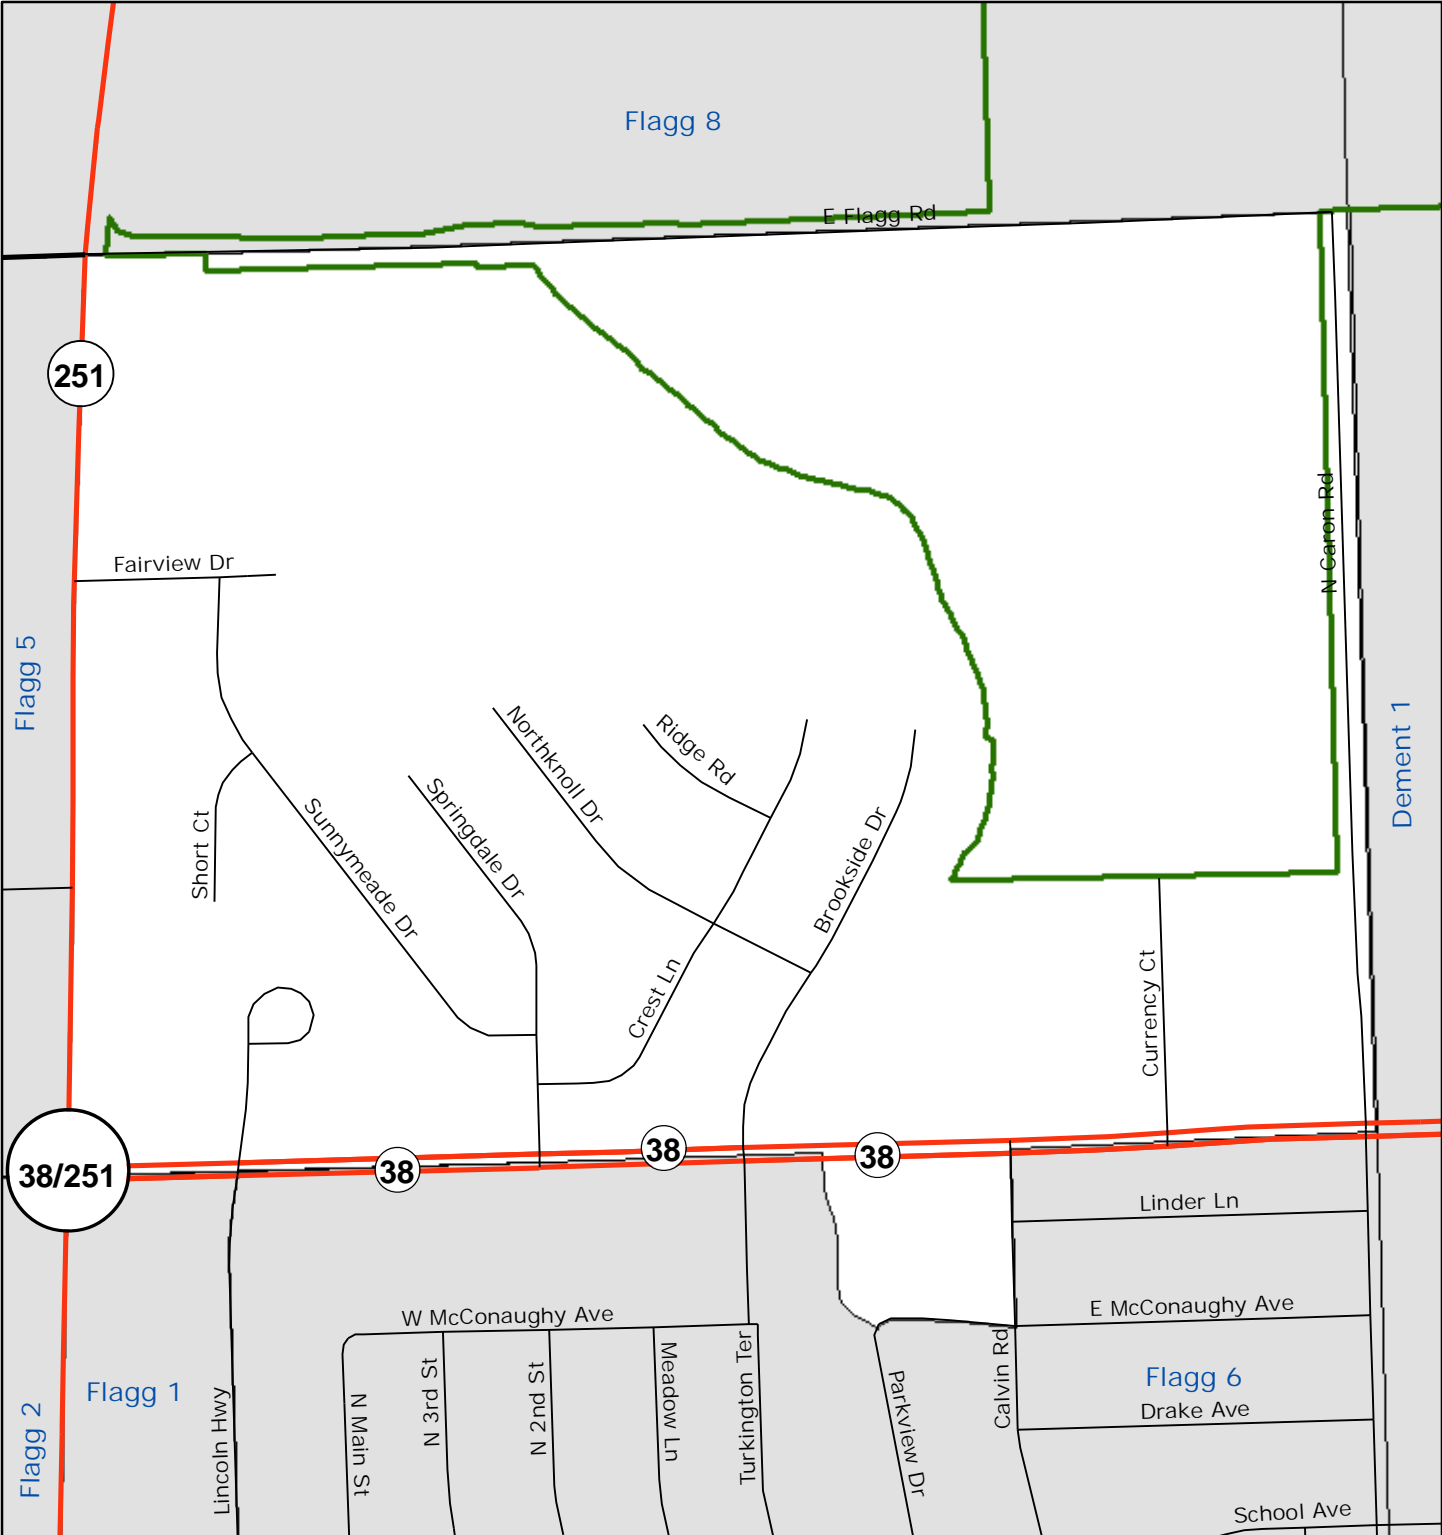 Flagg 8
E Flagg Rd
251
N Caron Rd
Fairview Dr
Flagg 5
Dement 1
Northknoll Dr
Ridge Rd
Springdale Dr
Sunnymeade Dr
Short Ct
Brookside Dr
Crest Ln
Currency Ct
38/251
38
38
38
Linder Ln
E McConaughy Ave
W McConaughy Ave
Flagg 1
Flagg 2
Lincoln Hwy
N Main St
N 3rd St
N 2nd St
Meadow Ln
Turkington Ter
Parkview Dr
Calvin Rd
Flagg 6
Drake Ave
School Ave